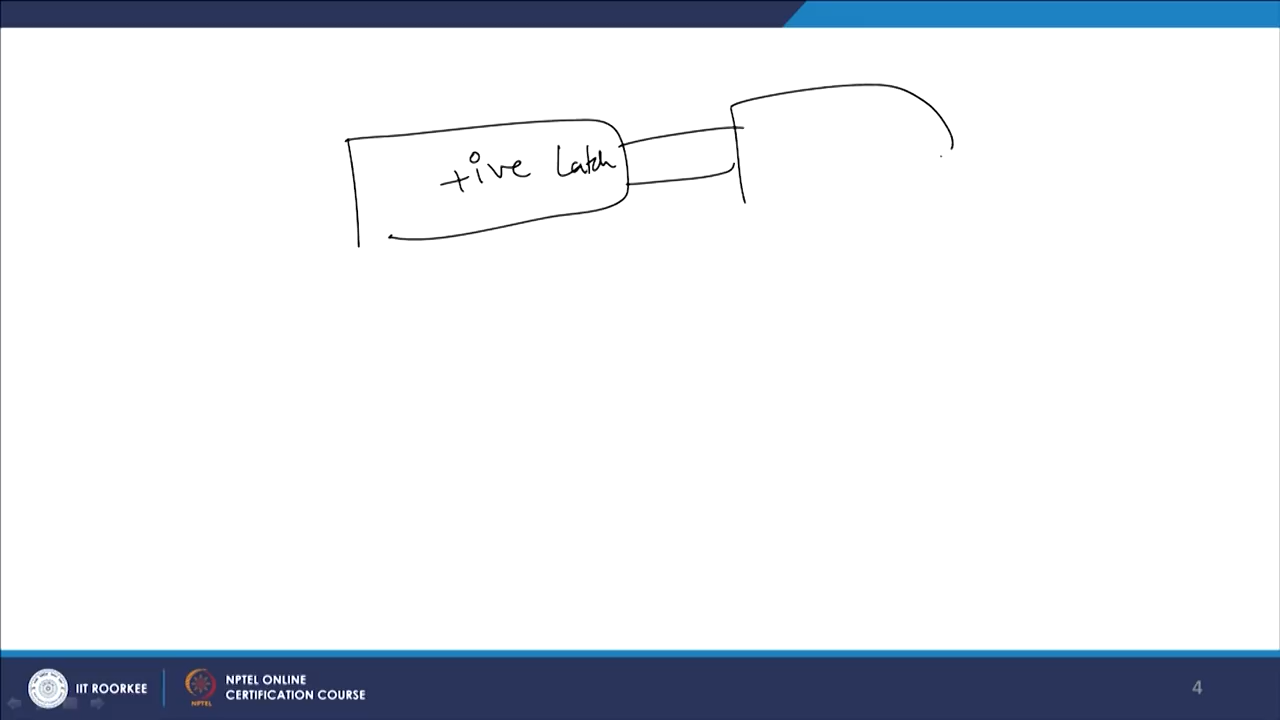 +ive Latch
IIT ROORKEE
NPTEL ONLINE
CERTIFICATION COURSE
NPTEL
4